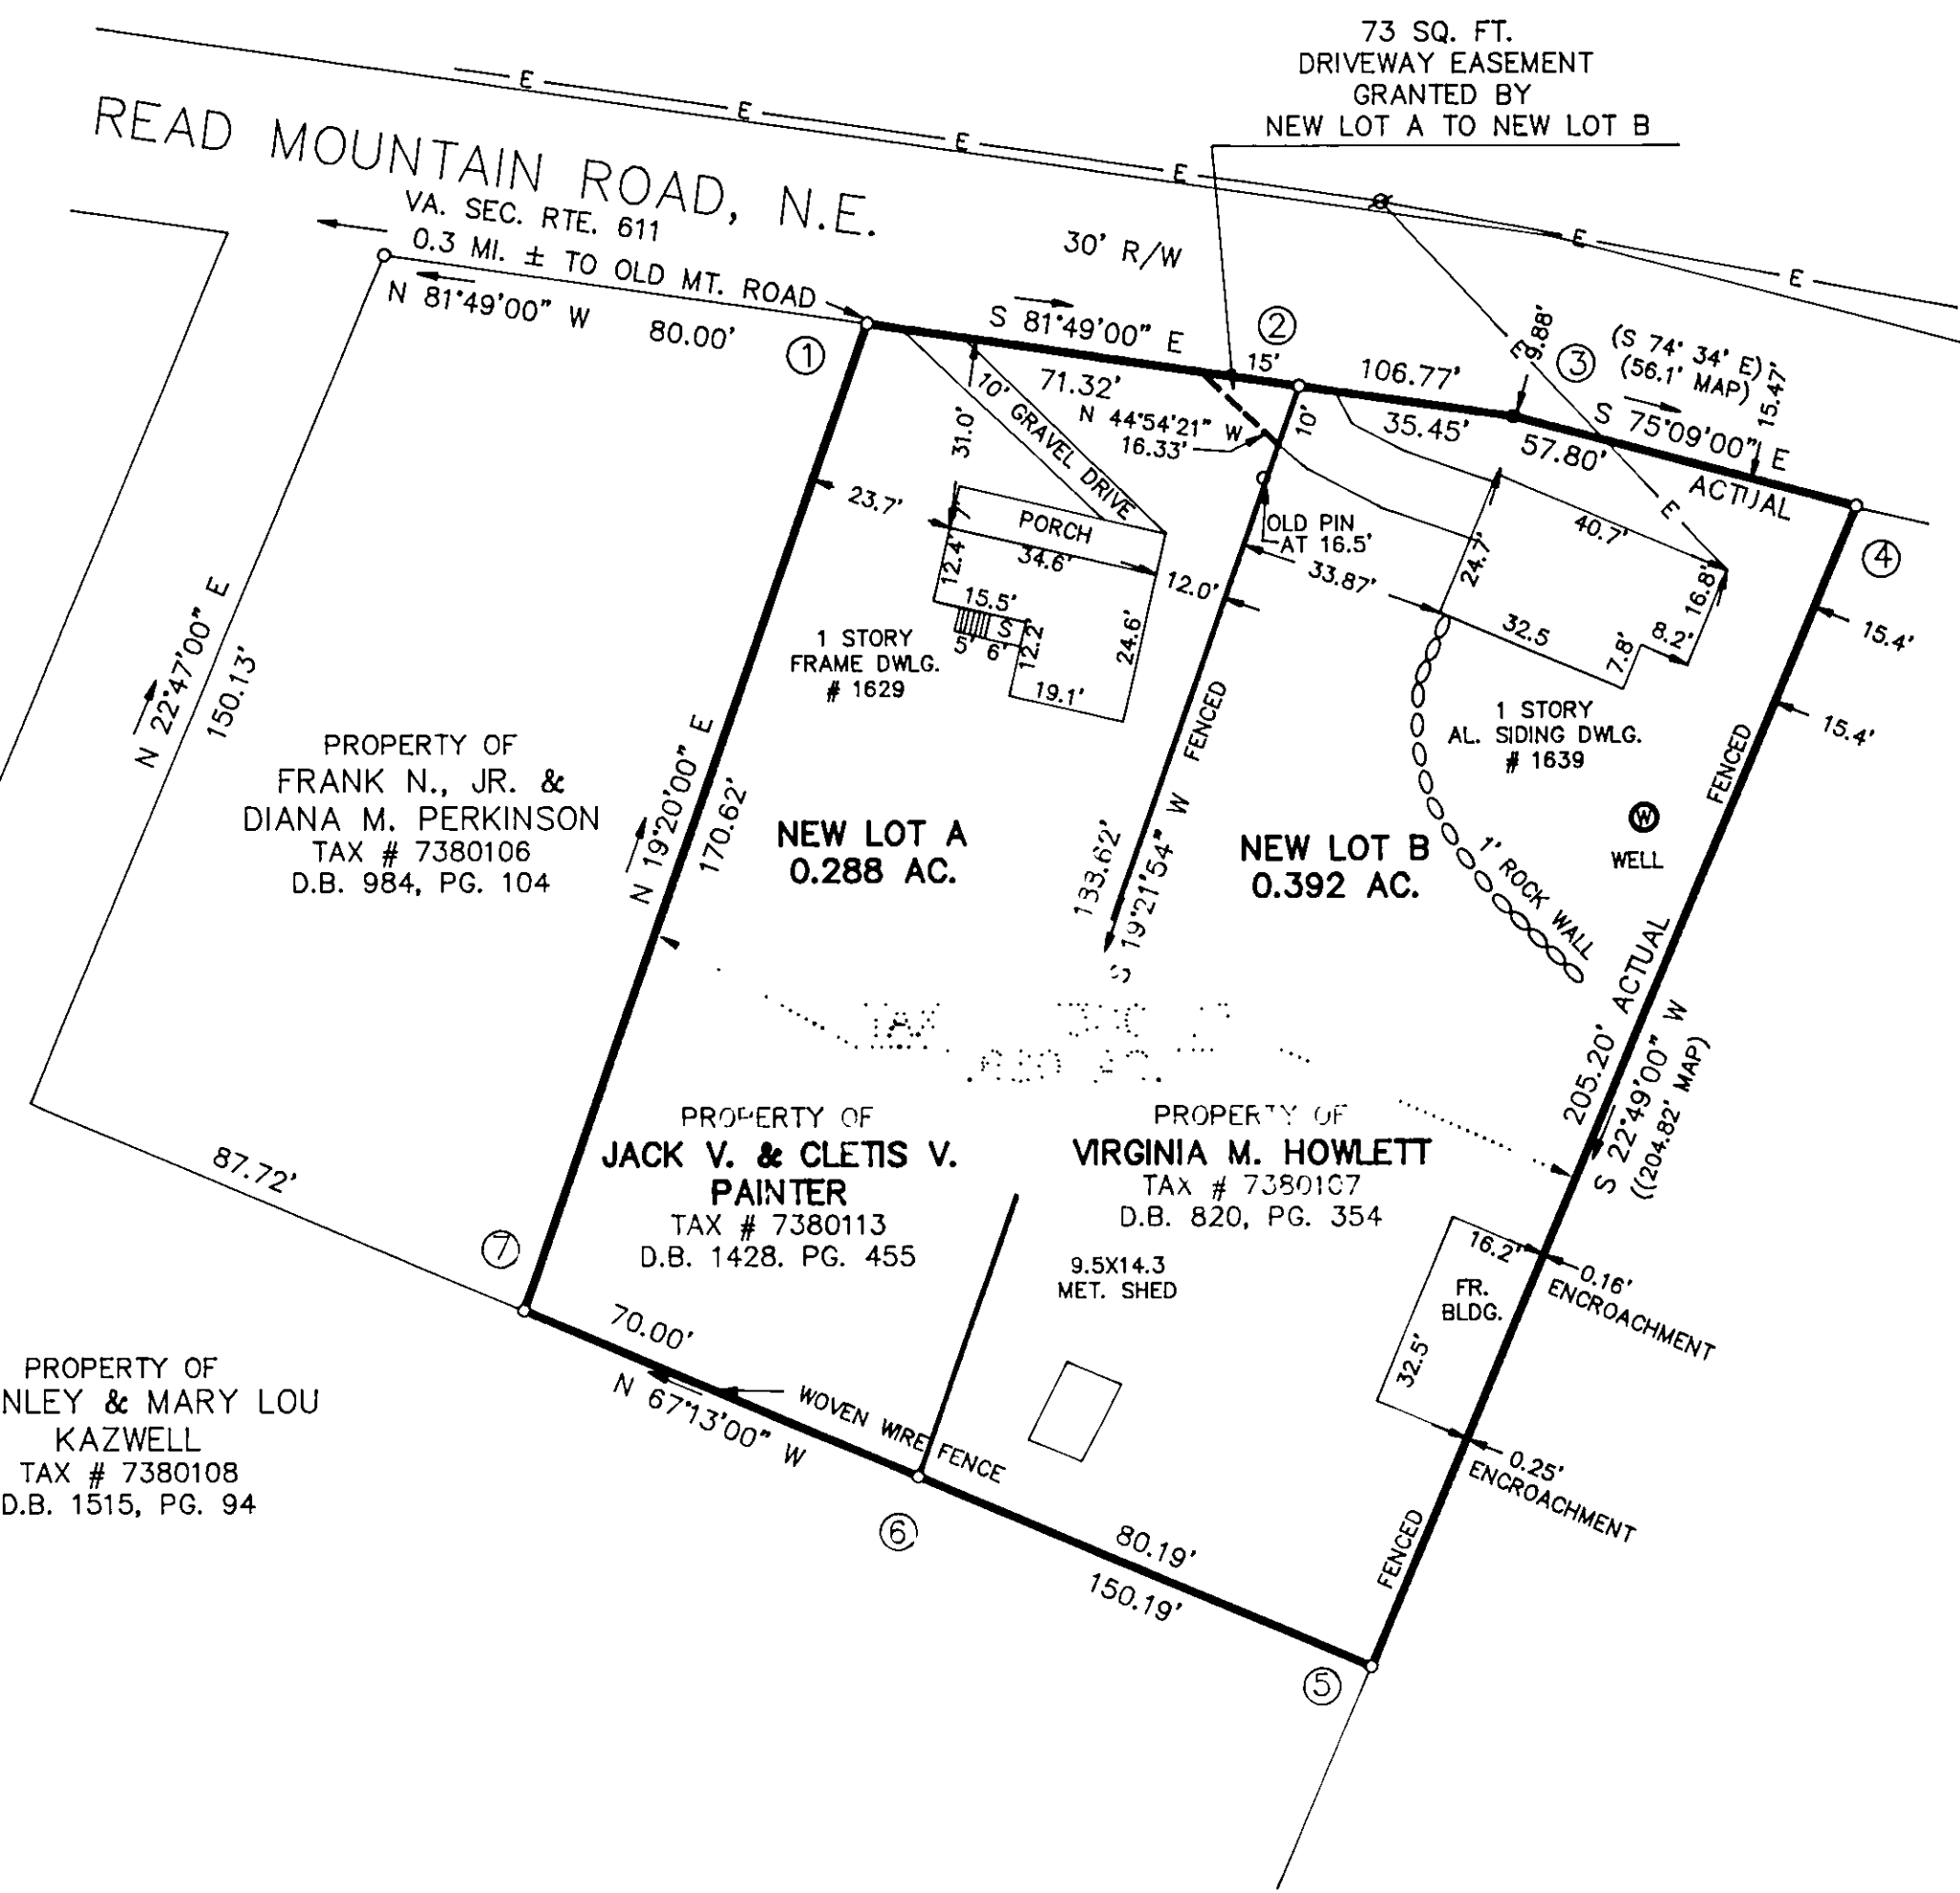 73 SQ. FT.
DRIVEWAY EASEMENT
GRANTED BY
NEW LOT A TO NEW LOT B
E E E E E E
READ MOUNTAIN ROAD, N.E.
VA. SEC. RTE. 611
0.3 MI. ± TO OLD MT. ROAD
30' R/W
N 81°49'00" W 80.00'
1
S 81°49'00" E
71.32'
2
15'
106.77'
35.45'
9.88'
3
(S 74° 34' E)
(56.1' MAP)
15.47'
S 75°09'00" E
57.80'
ACTUAL
4
E
E
10' GRAVEL DRIVE
N 44°54'21" W
16.33'
10'
31.0'
23.7'
PORCH
7'
34.6'
12.4'
12.0'
15.5'
S
5' 6'
12.2'
24.6'
19.1'
OLD PIN
AT 16.5'
33.87'
24.7'
40.7'
16.8'
32.5
7.8'
8.2'
15.4'
15.4'
1 STORY
FRAME DWLG.
# 1629
1 STORY
AL. SIDING DWLG.
# 1639
FENCED
FENCED
W
WELL
1' ROCK WALL
N 22°47'00" E
150.13'
PROPERTY OF
FRANK N., JR. &
DIANA M. PERKINSON
TAX # 7380106
D.B. 984, PG. 104
N 19°20'00" E
170.62'
NEW LOT A
0.288 AC.
133.62'
S 19°21'54" W
NEW LOT B
0.392 AC.
205.20' ACTUAL
S 22°49'00" W
((204.82' MAP)
TAX
PROPERTY OF
JACK V. & CLETIS V.
PAINTER
TAX # 7380113
D.B. 1428. PG. 455
PROPERTY OF
VIRGINIA M. HOWLETT
TAX # 7380107
D.B. 820, PG. 354
9.5X14.3
MET. SHED
16.2'
FR.
BLDG.
32.5'
0.16'
ENCROACHMENT
0.25'
ENCROACHMENT
FENCED
87.72'
7
70.00'
N 67°13'00" W
WOVEN WIRE FENCE
6
80.19'
150.19'
5
PROPERTY OF
NLEY & MARY LOU
KAZWELL
TAX # 7380108
D.B. 1515, PG. 94